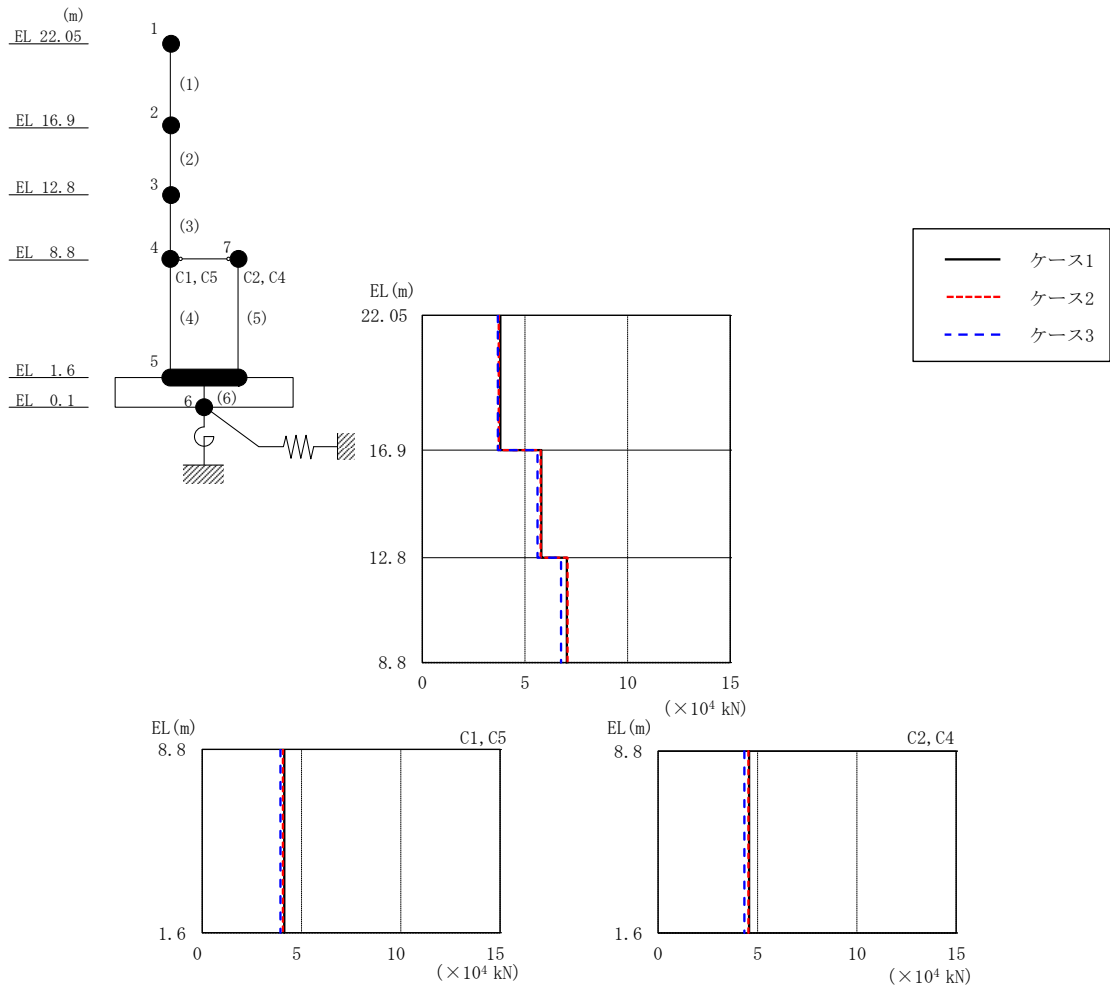 (m)
EL 22.05
EL 16.9
EL 12.8
EL 8.8
EL 1.6
EL 0.1
1
(1)
2
(2)
3
(3)
4
7
C1,C5
C2,C4
(4)
(5)
5
6
(6)
ケース1
ケース2
ケース3
EL(m)
22.05
16.9
12.8
8.8
0
5
10
15
(×10⁴ kN)
EL(m)
C1,C5
8.8
1.6
0
5
10
15
(×10⁴ kN)
EL(m)
C2,C4
8.8
1.6
0
5
10
15
(×10⁴ kN)